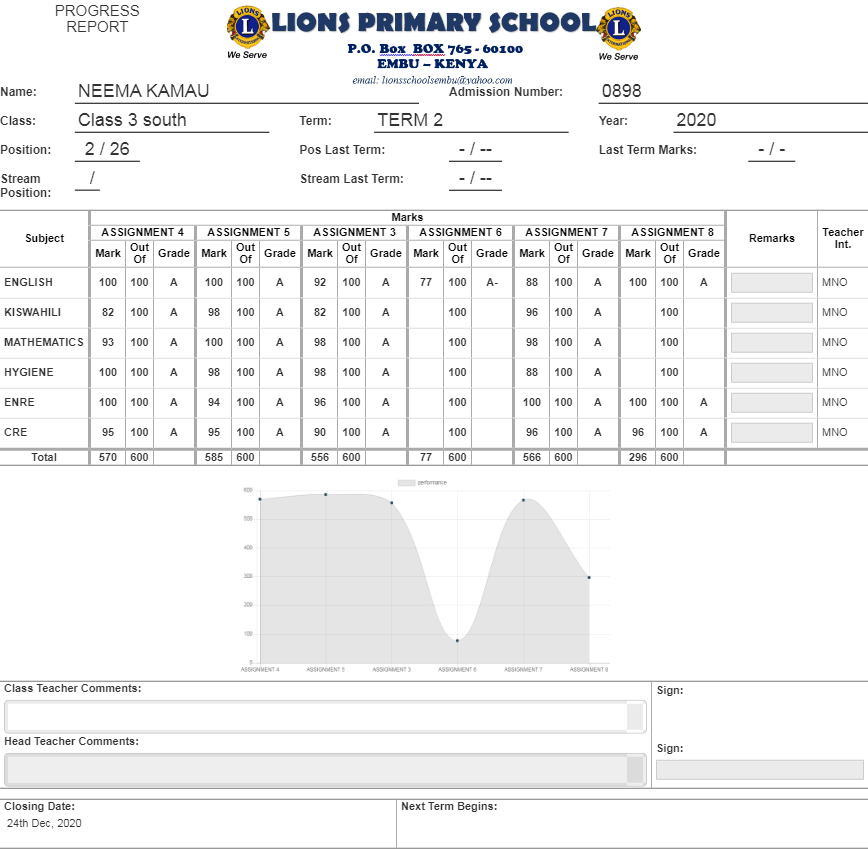 PROGRESS
REPORT
LIONS
L
INTERNATIONAL
We Serve
LIONS PRIMARY SCHOOL
P.O. Box BOX 765 - 60100
EMBU – KENYA
email: lionsschoolsembu@yahoo.com
LIONS
L
INTERNATIONAL
We Serve
Name: NEEMA KAMAU Admission Number: 0898
Class: Class 3 south Term: TERM 2 Year: 2020
Position: 2 / 26 Pos Last Term: - / -- Last Term Marks: - / -
Stream Position: / Stream Last Term: - / --
Subject Marks Remarks Teacher Int.
ASSIGNMENT 4 ASSIGNMENT 5 ASSIGNMENT 3 ASSIGNMENT 6 ASSIGNMENT 7 ASSIGNMENT 8
Mark Out Of Grade Mark Out Of Grade Mark Out Of Grade Mark Out Of Grade Mark Out Of Grade Mark Out Of Grade
ENGLISH 100 100 A 100 100 A 92 100 A 77 100 A- 88 100 A 100 100 A MNO
KISWAHILI 82 100 A 98 100 A 82 100 A 100 96 100 A 100 MNO
MATHEMATICS 93 100 A 100 100 A 98 100 A 100 98 100 A 100 MNO
HYGIENE 100 100 A 98 100 A 98 100 A 100 88 100 A 100 MNO
ENRE 100 100 A 94 100 A 96 100 A 100 100 100 A 100 100 A MNO
CRE 95 100 A 95 100 A 90 100 A 100 96 100 A 96 100 A MNO
Total 570 600 585 600 556 600 77 600 566 600 296 600
performance
600
500
400
300
200
100
0
ASSIGNMENT 4 ASSIGNMENT 5 ASSIGNMENT 3 ASSIGNMENT 6 ASSIGNMENT 7 ASSIGNMENT 8
Class Teacher Comments: Sign:
Head Teacher Comments: Sign:
Closing Date: Next Term Begins:
24th Dec, 2020